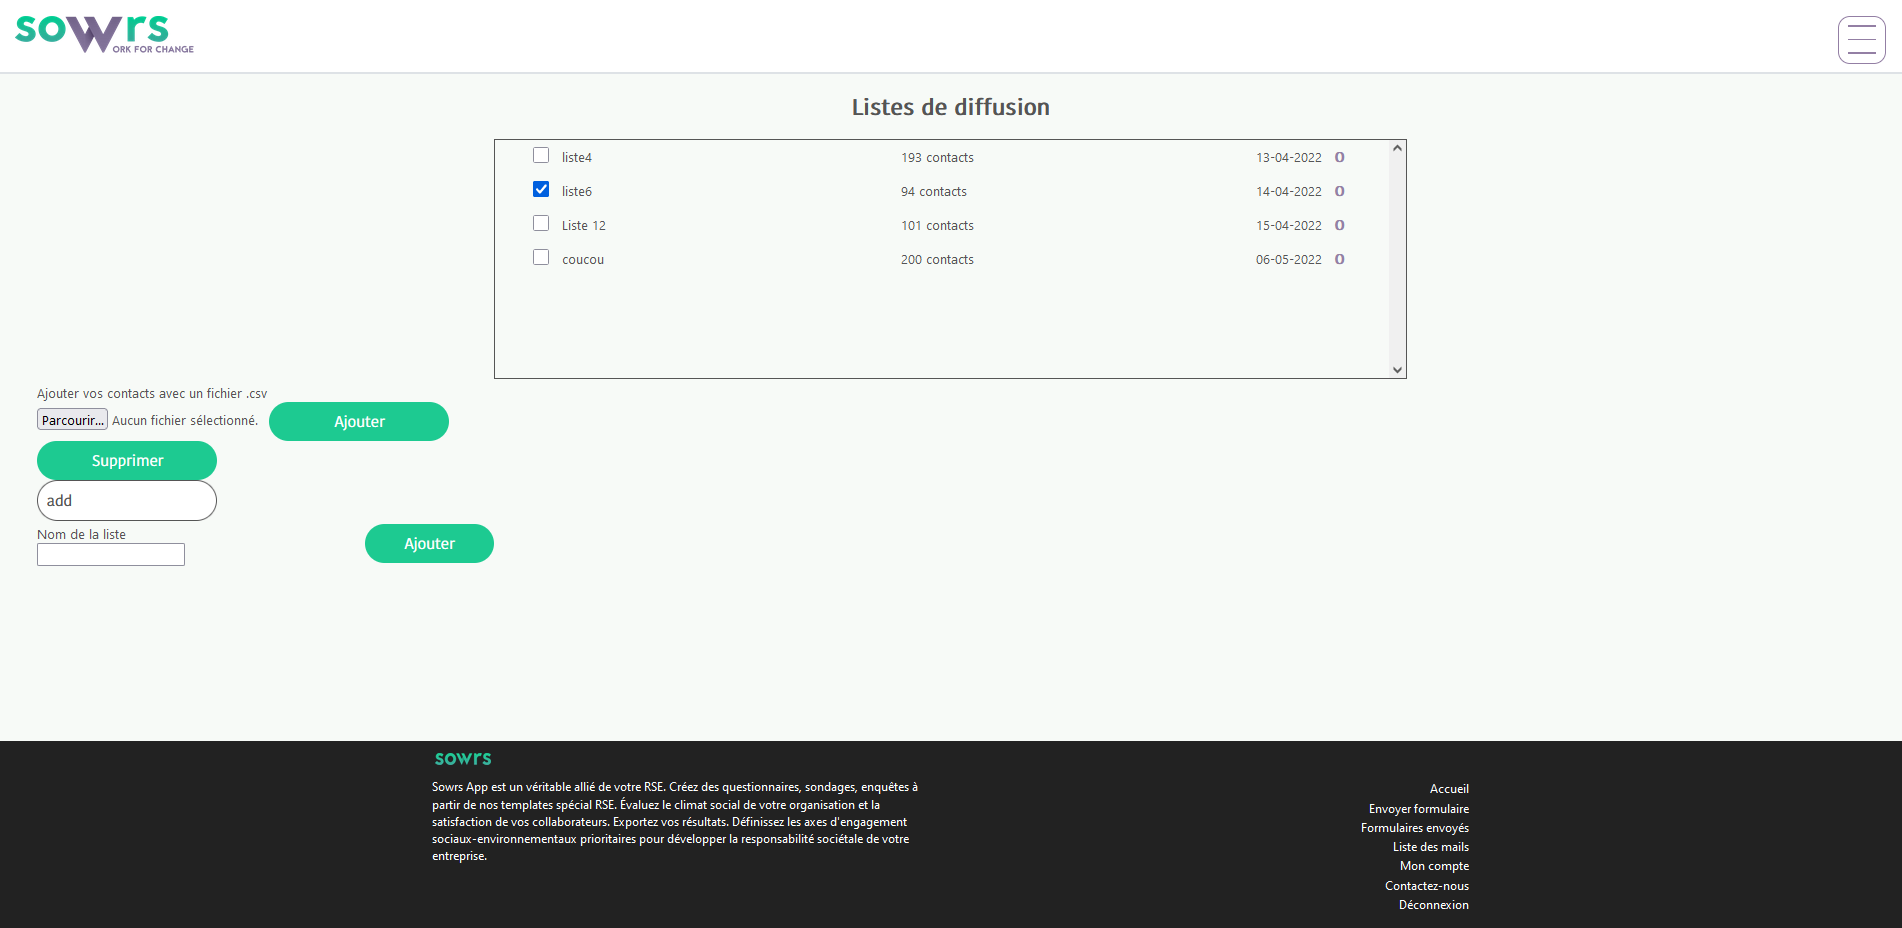 sowrs
ORK FOR CHANGE
Listes de diffusion
liste4 193 contacts 13-04-2022 0
liste6 94 contacts 14-04-2022 0
Liste 12 101 contacts 15-04-2022 0
coucou 200 contacts 06-05-2022 0
Ajouter vos contacts avec un fichier .csv
Parcourir... Aucun fichier sélectionné. Ajouter
Supprimer
add
Nom de la liste
Ajouter
sowrs
Sowrs App est un véritable allié de votre RSE. Créez des questionnaires, sondages, enquêtes à
partir de nos templates spécial RSE. Évaluez le climat social de votre organisation et la
satisfaction de vos collaborateurs. Exportez vos résultats. Définissez les axes d'engagement
sociaux-environnementaux prioritaires pour développer la responsabilité sociétale de votre
entreprise.
Accueil
Envoyer formulaire
Formulaires envoyés
Liste des mails
Mon compte
Contactez-nous
Déconnexion